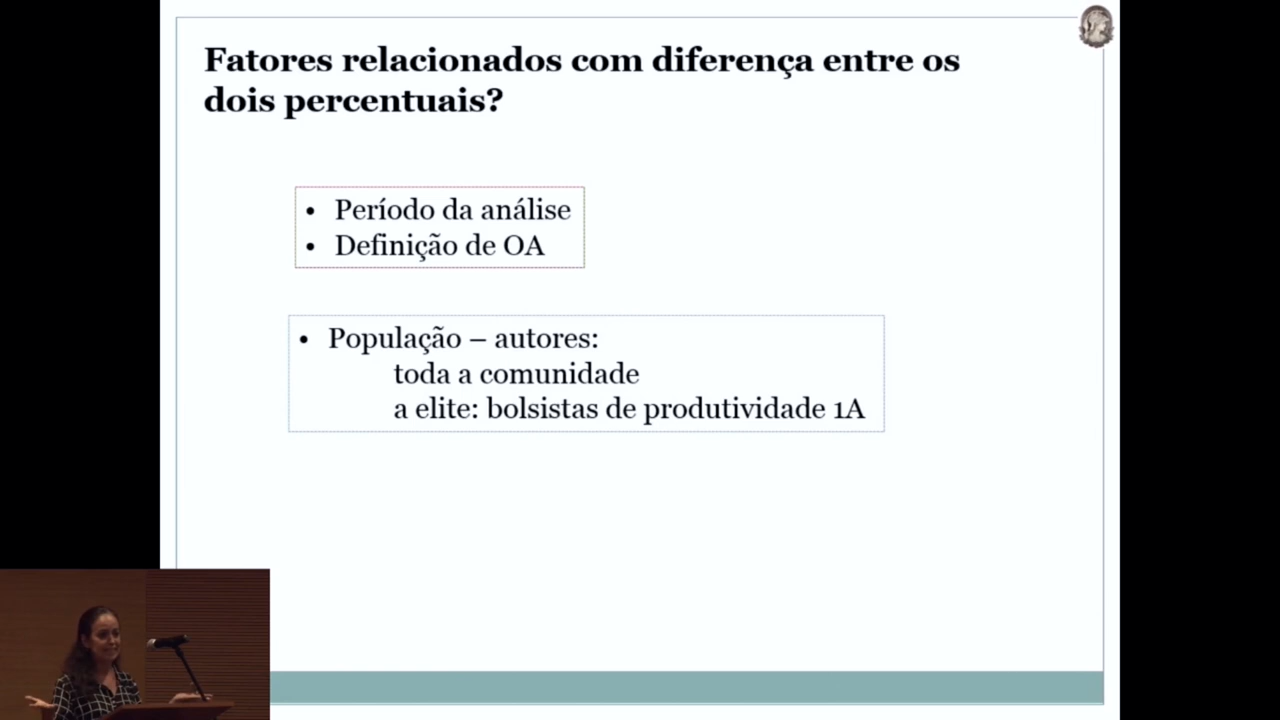 Fatores relacionados com diferença entre os
dois percentuais?
• Período da análise
• Definição de OA
• População – autores:
toda a comunidade
a elite: bolsistas de produtividade 1A